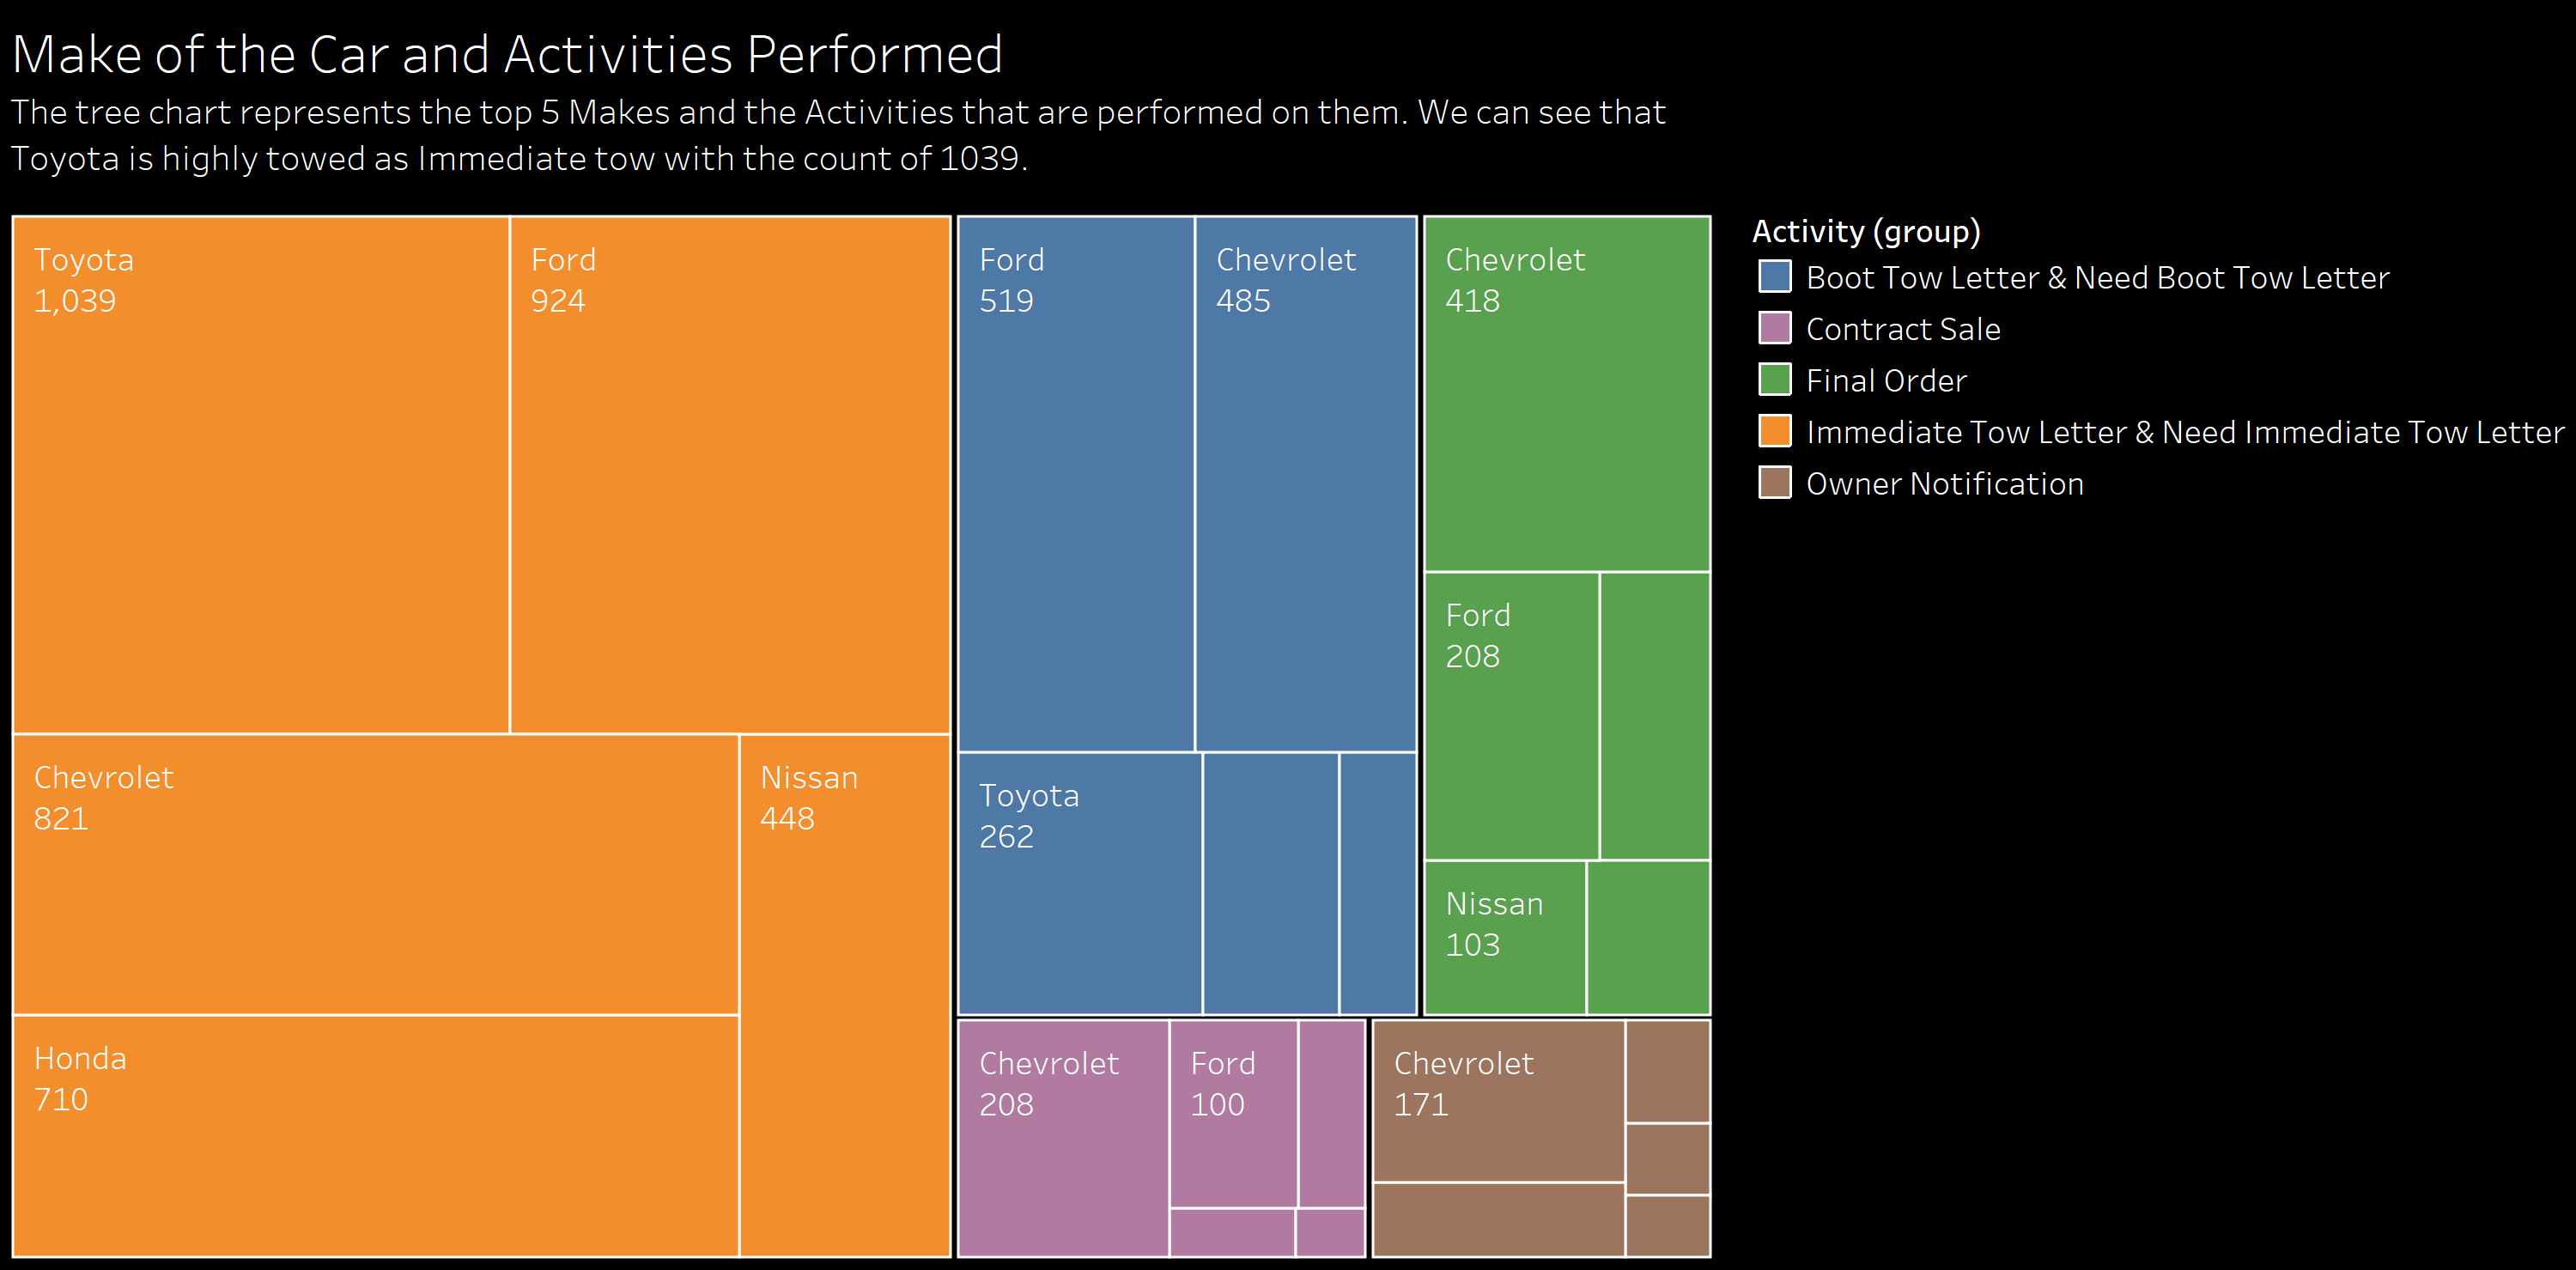 Make of the Car and Activities Performed
The tree chart represents the top 5 Makes and the Activities that are performed on them. We can see that
Toyota is highly towed as Immediate tow with the count of 1039.
Toyota
1,039
Ford
924
Chevrolet
821
Nissan
448
Honda
710
Ford
519
Chevrolet
485
Toyota
262
Chevrolet
418
Ford
208
Nissan
103
Chevrolet
208
Ford
100
Chevrolet
171
Activity (group)
Boot Tow Letter & Need Boot Tow Letter
Contract Sale
Final Order
Immediate Tow Letter & Need Immediate Tow Letter
Owner Notification